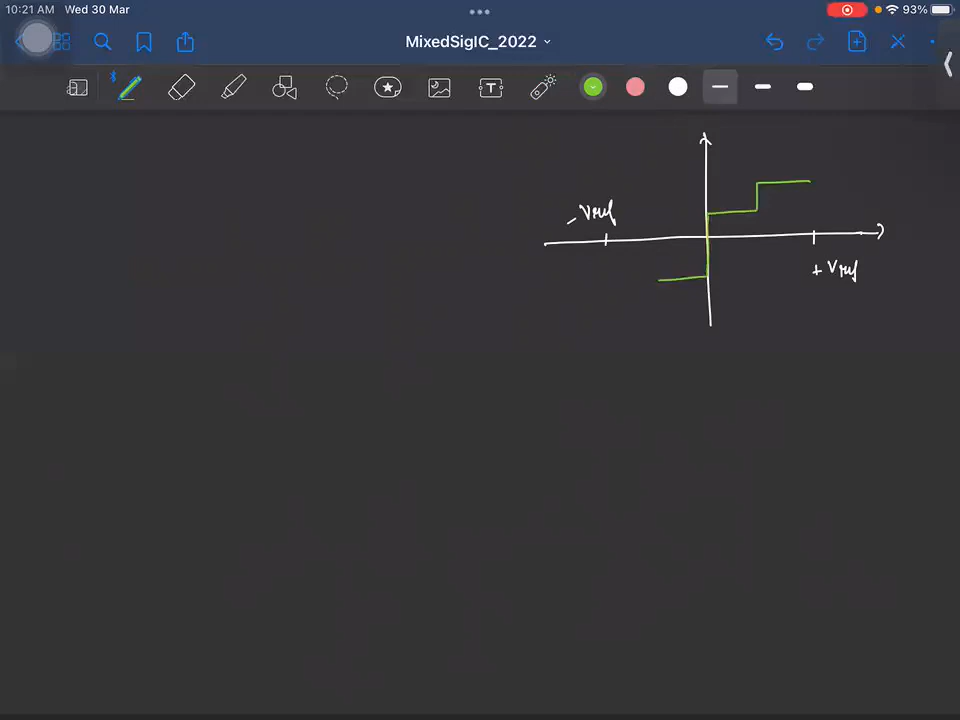 10:21 AM Wed 30 Mar 93%
MixedSigIC_2022
T
- Vref
+ Vref